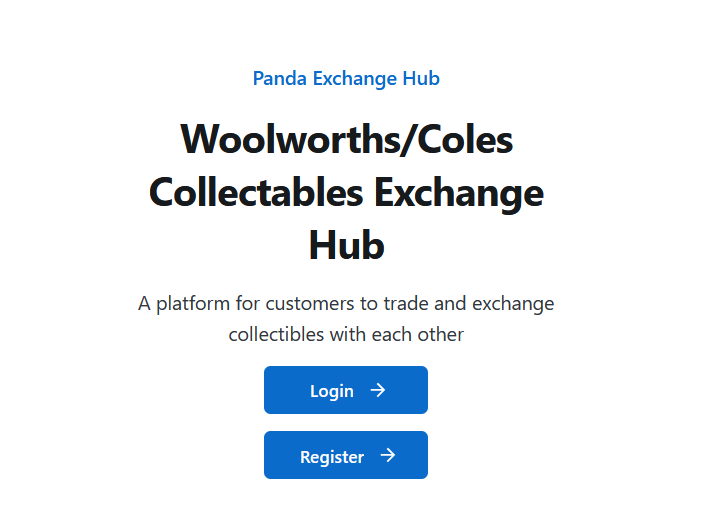 Panda Exchange Hub
Woolworths/Coles
Collectables Exchange
Hub
A platform for customers to trade and exchange
collectibles with each other
Login
Register